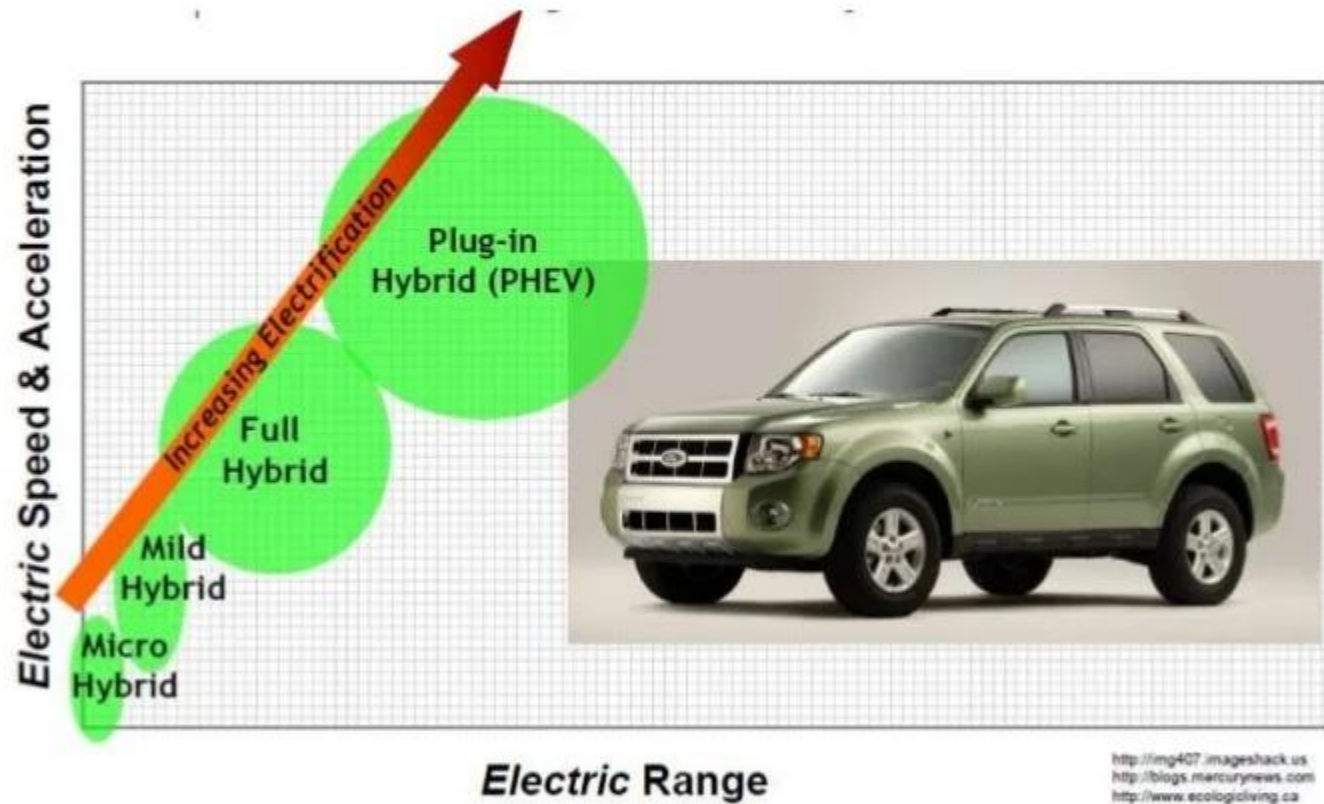 Electric Speed & Acceleration
Increasing Electrification
Plug-in
Hybrid (PHEV)
Full
Hybrid
Mild
Hybrid
Micro
Hybrid
Ford
Electric Range
http://img407.imageshack.us
http://blogs.mercurynews.com
http://www.ecologicliving.ca